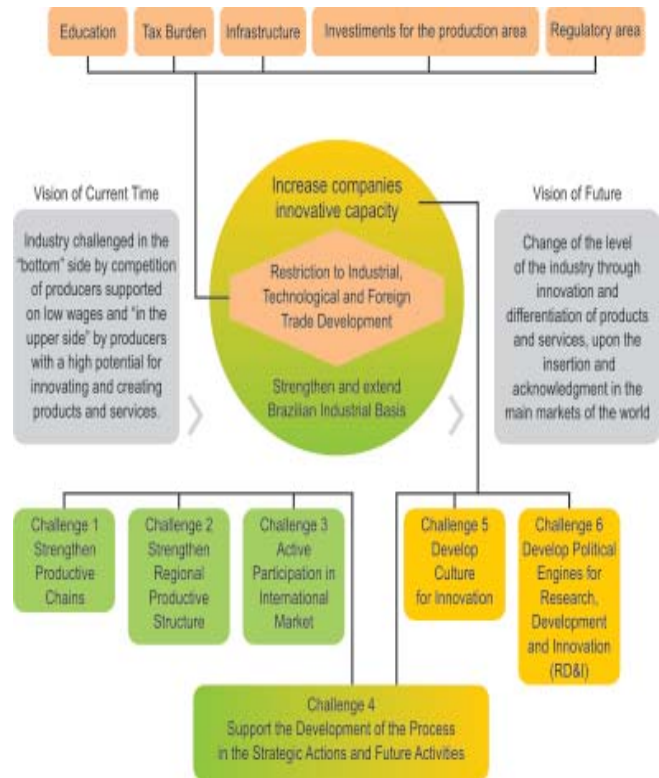 Education
Tax Burden
Infrastructure
Investiments for the production area
Regulatory area
Vision of Current Time
Industry challenged in the
“bottom” side by competition
of producers supported
on low wages and “in the
upper side” by producers
with a high potential for
innovating and creating
products and services.
Increase companies
innovative capacity
Restriction to Industrial,
Technological and Foreign
Trade Development
Strengthen and extend
Brazilian Industrial Basis
Vision of Future
Change of the level
of the industry through
innovation and
differentiation of products
and services, upon the
insertion and
acknowledgment in the
main markets of the world
Challenge 1
Strengthen
Productive
Chains
Challenge 2
Strengthen
Regional
Productive
Structure
Challenge 3
Active
Participation in
International
Market
Challenge 5
Develop
Culture
for Innovation
Challenge 6
Develop Political
Engines for
Research,
Development
and Innovation
(RD&I)
Challenge 4
Support the Development of the Process
in the Strategic Actions and Future Activities